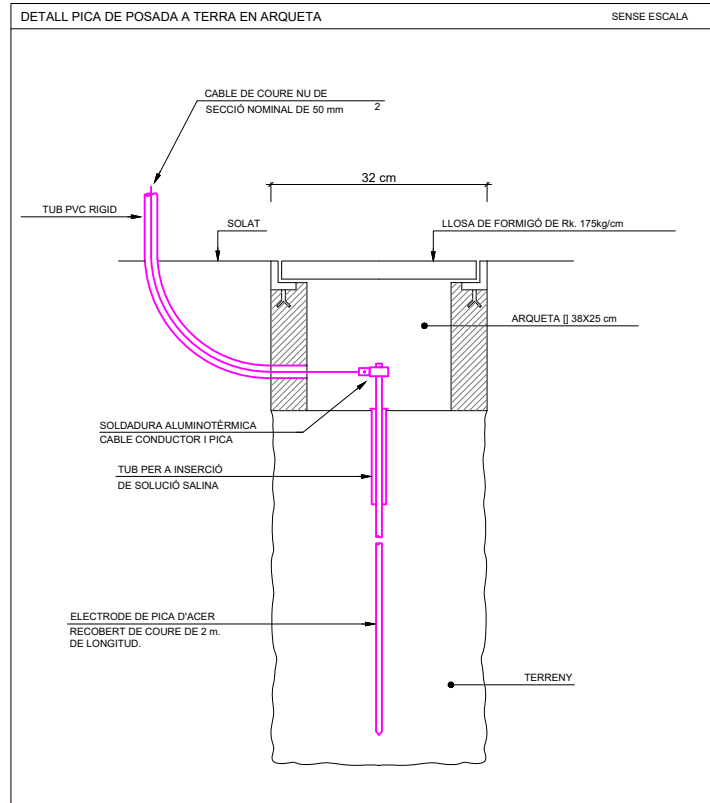 DETALL PICA DE POSADA A TERRA EN ARQUETA
SENSE ESCALA
CABLE DE COURE NU DE
SECCIÓ NOMINAL DE 50 mm 2
32 cm
TUB PVC RIGID
SOLAT
LLOSA DE FORMIGÓ DE Rk. 175kg/cm
ARQUETA [] 38X25 cm
SOLDADURA ALUMINOTÈRMICA
CABLE CONDUCTOR I PICA
TUB PER A INSERCIÓ
DE SOLUCIÓ SALINA
ELECTRODE DE PICA D'ACER
RECOBERT DE COURE DE 2 m.
DE LONGITUD.
TERRENY